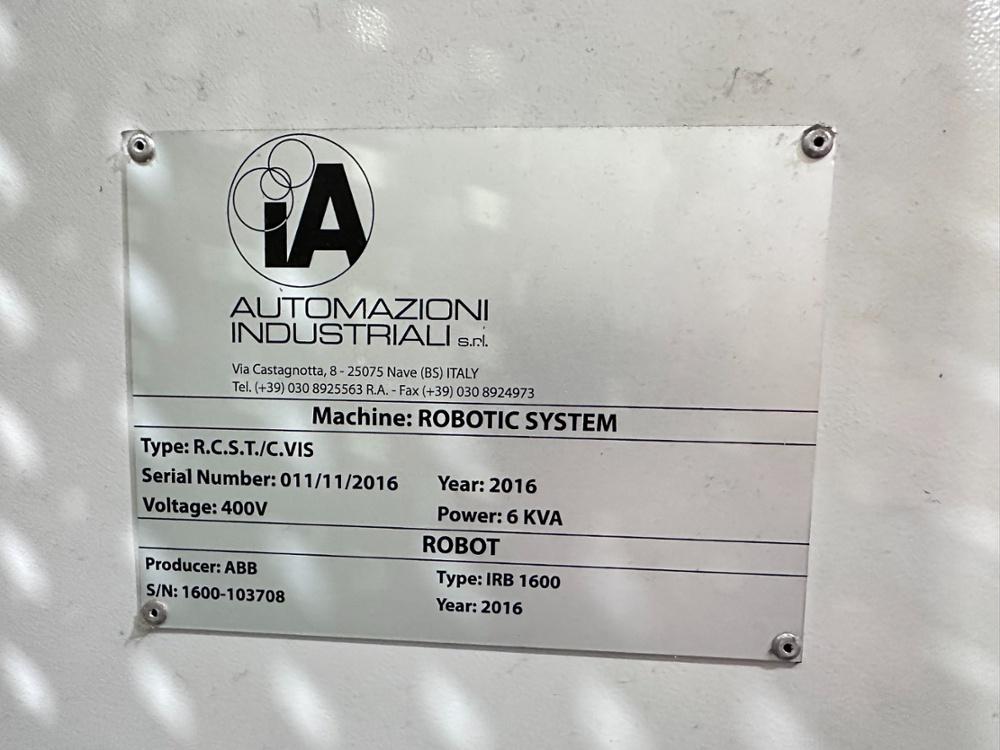 iA
AUTOMAZIONI
INDUSTRIALI s.r.l.
Via Castagnotta, 8 - 25075 Nave (BS) ITALY
Tel. (+39) 030 8925563 R.A. - Fax (+39) 030 8924973
Machine: ROBOTIC SYSTEM
Type: R.C.S.T./C.VIS
Serial Number: 011/11/2016 Year: 2016
Voltage: 400V Power: 6 KVA
ROBOT
Producer: ABB Type: IRB 1600
S/N: 1600-103708 Year: 2016